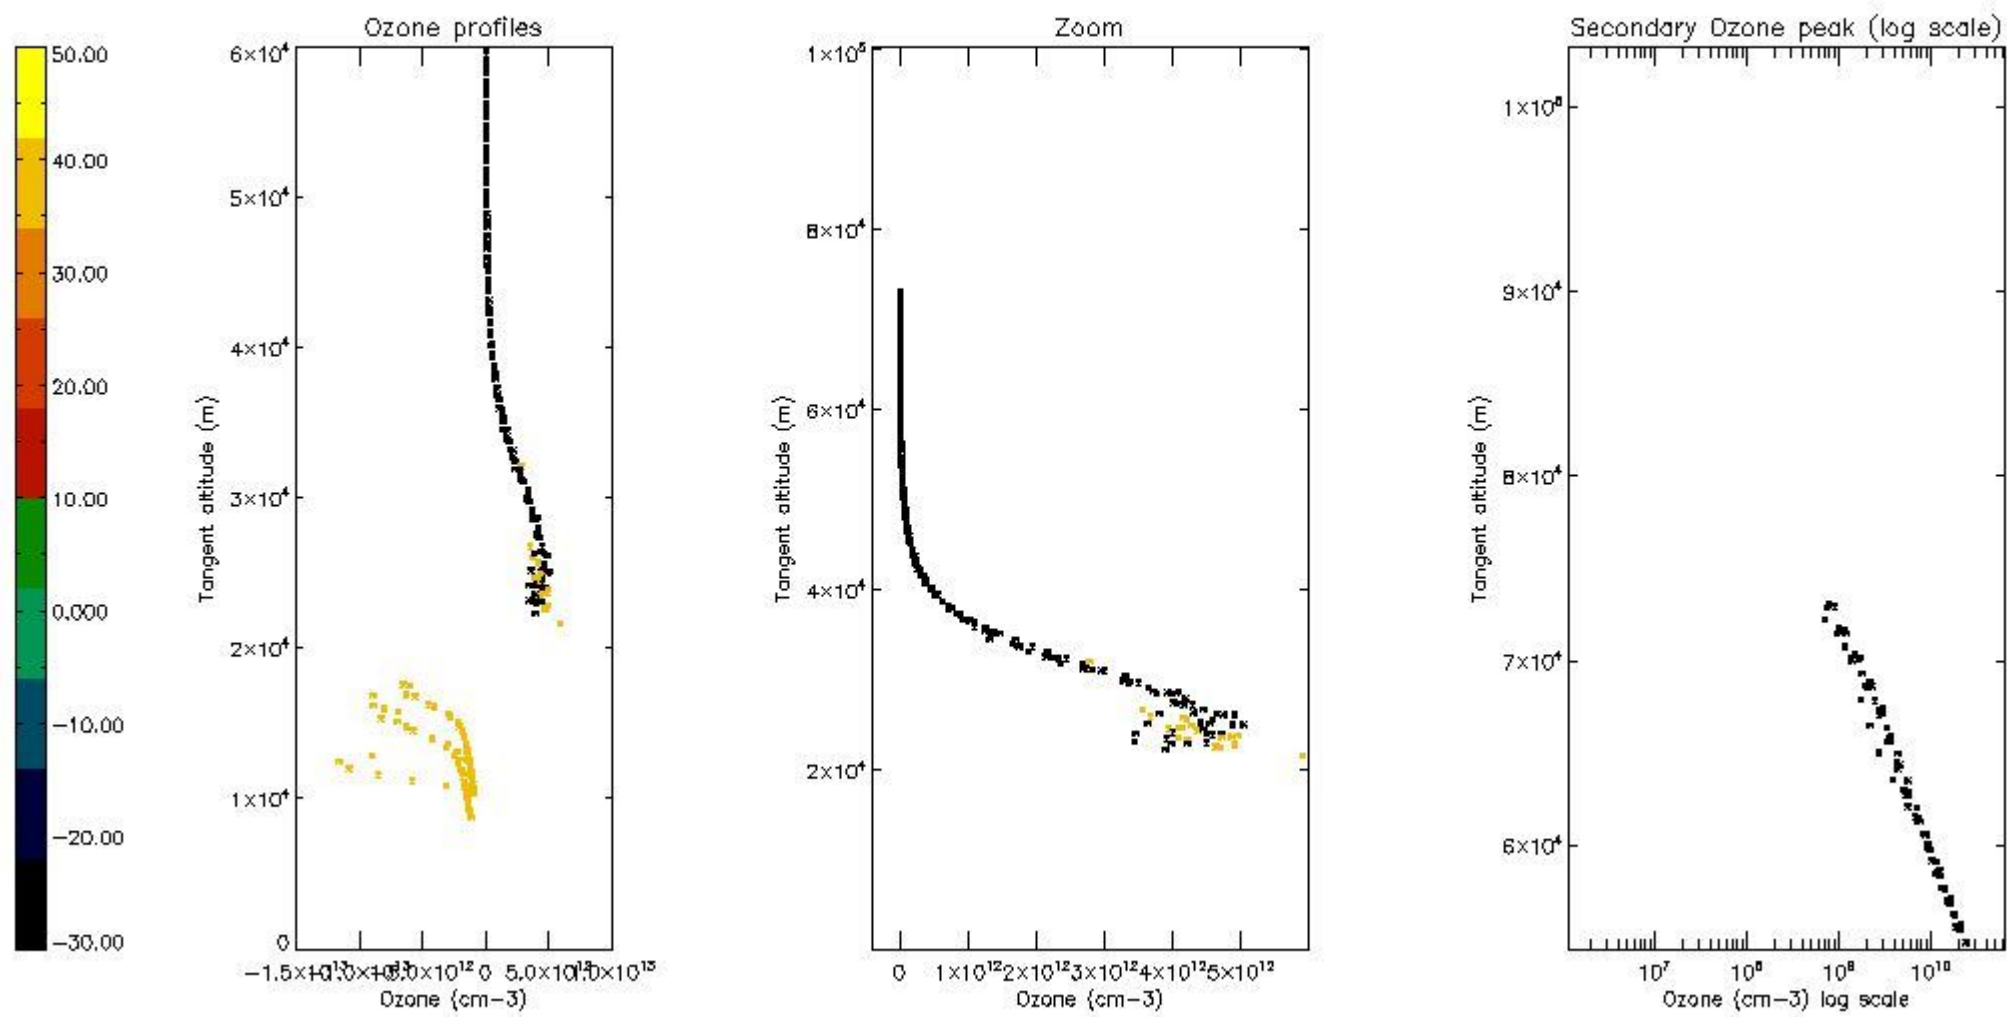 Ozone profiles
Zoom
Secondary Ozone peak (log scale)
50.00
40.00
30.00
20.00
10.00
0.000
−10.00
−20.00
−30.00
6×10⁴
5×10⁴
4×10⁴
3×10⁴
2×10⁴
1×10⁴
0
Tangent altitude (m)
0 5.0×10¹² 1.0×10¹³
Ozone (cm−3)
1×10⁵
8×10⁴
6×10⁴
4×10⁴
2×10⁴
Tangent altitude (m)
0 1×10¹² 2×10¹² 3×10¹² 4×10¹² 5×10¹²
Ozone (cm−3)
9×10⁴
8×10⁴
7×10⁴
6×10⁴
Tangent altitude (m)
10⁷ 10⁸ 10⁹ 10¹⁰
Ozone (cm−3) log scale